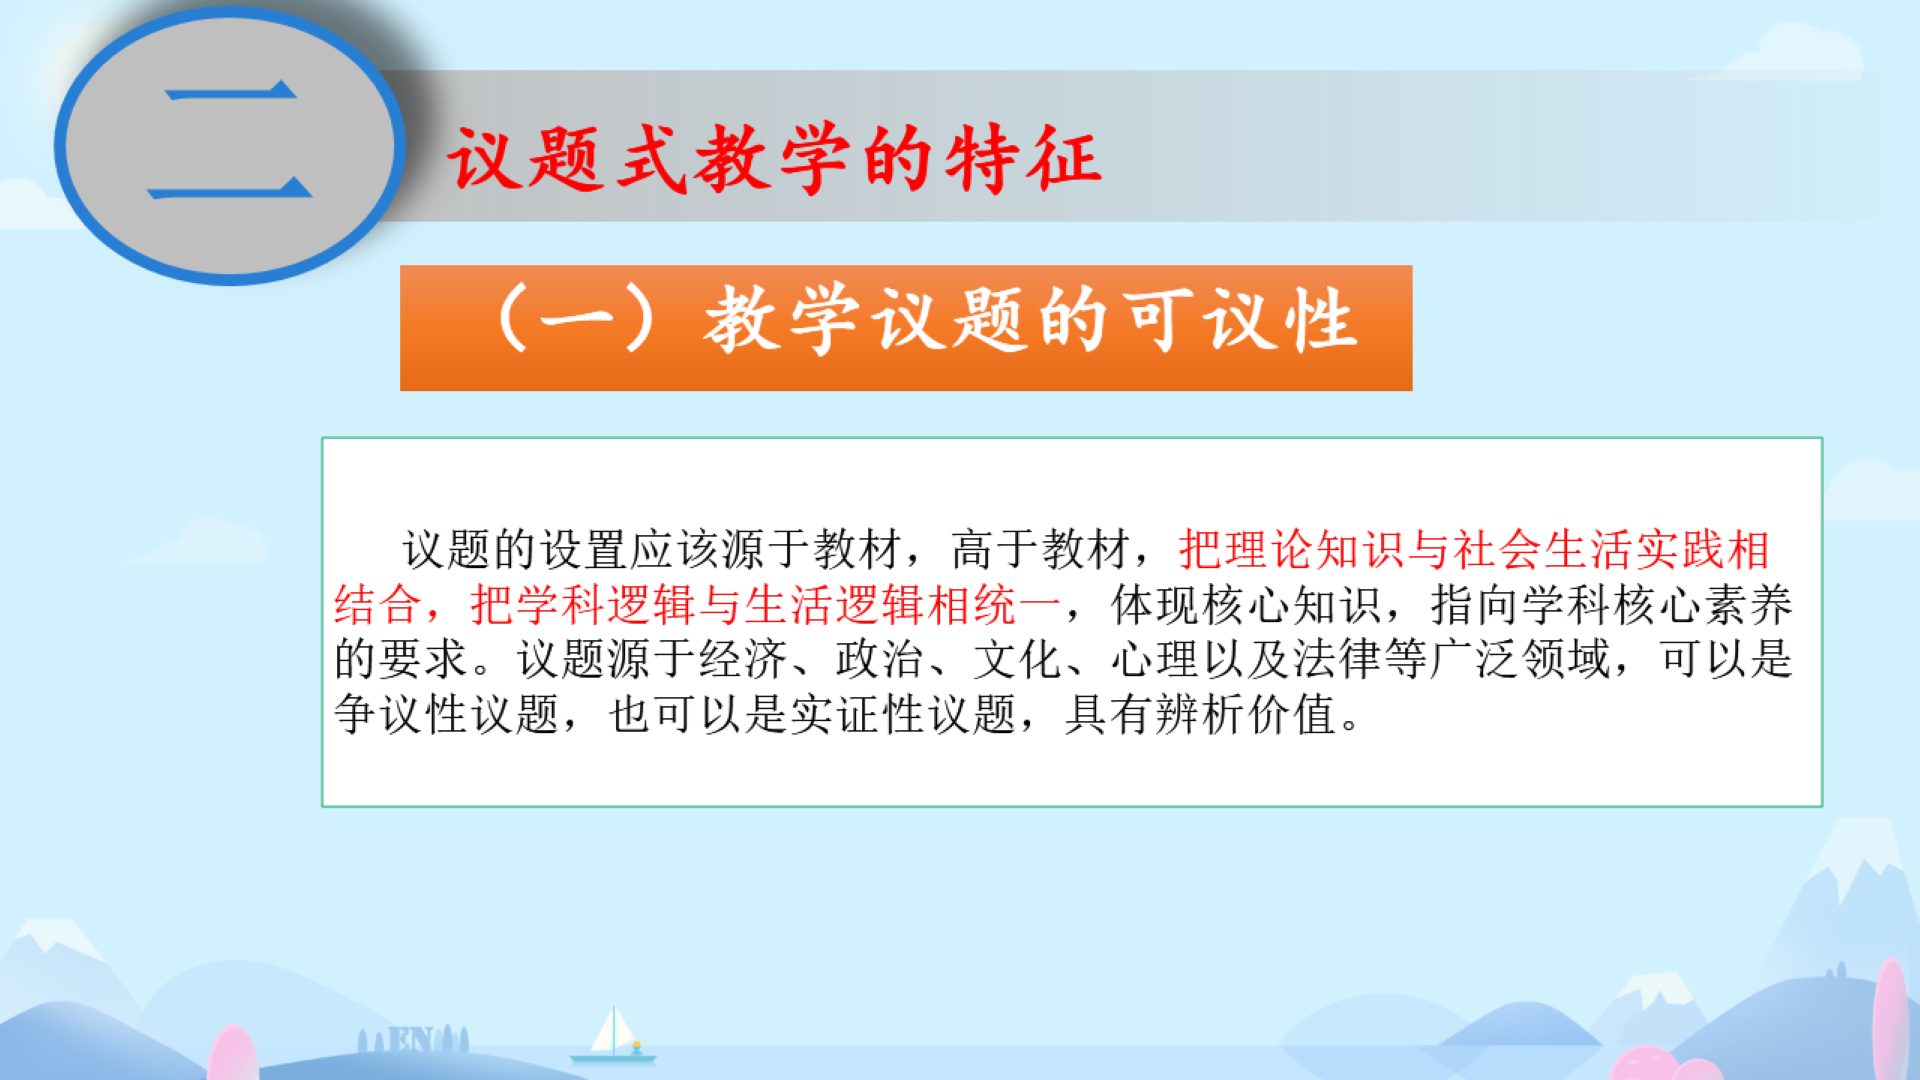 二
议题式教学的特征
（一）教学议题的可议性
议题的设置应该源于教材，高于教材，把理论知识与社会生活实践相
结合，把学科逻辑与生活逻辑相统一，体现核心知识，指向学科核心素养
的要求。议题源于经济、政治、文化、心理以及法律等广泛领域，可以是
争议性议题，也可以是实证性议题，具有辨析价值。
EN